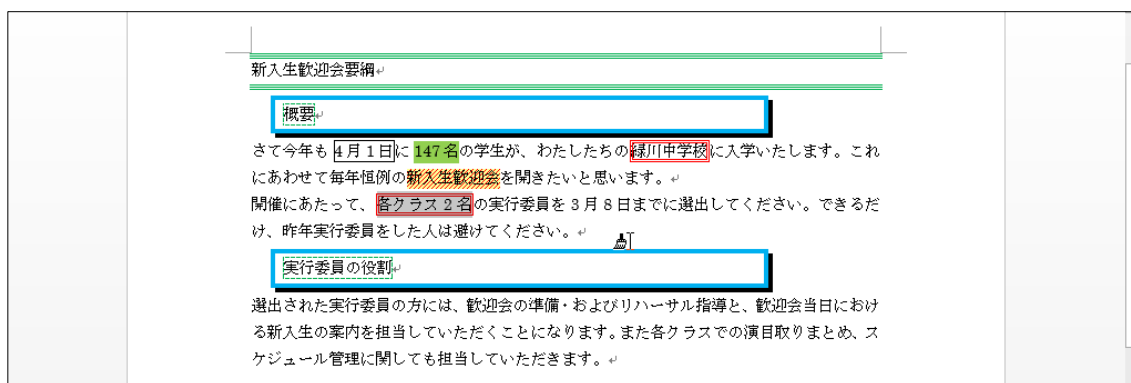 新入生歓迎会要綱
概要
さて今年も4月1日に147名の学生が、わたしたちの緑川中学校に入学いたします。これ
にあわせて毎年恒例の新入生歓迎会を開きたいと思います。
開催にあたって、各クラス2名の実行委員を3月8日までに選出してください。できるだ
け、昨年実行委員をした人は避けてください。
実行委員の役割
選出された実行委員の方には、歓迎会の準備・およびリハーサル指導と、歓迎会当日におけ
る新入生の案内を担当していただくことになります。また各クラスでの演目取りまとめ、ス
ケジュール管理に関しても担当していただきます。